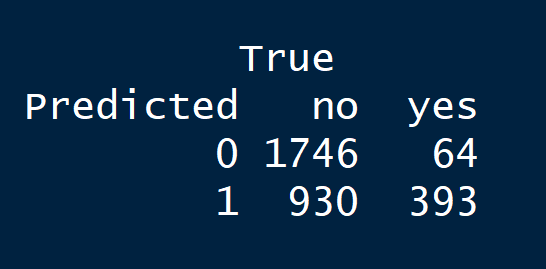 True
Predicted no yes
0 1746 64
1 930 393